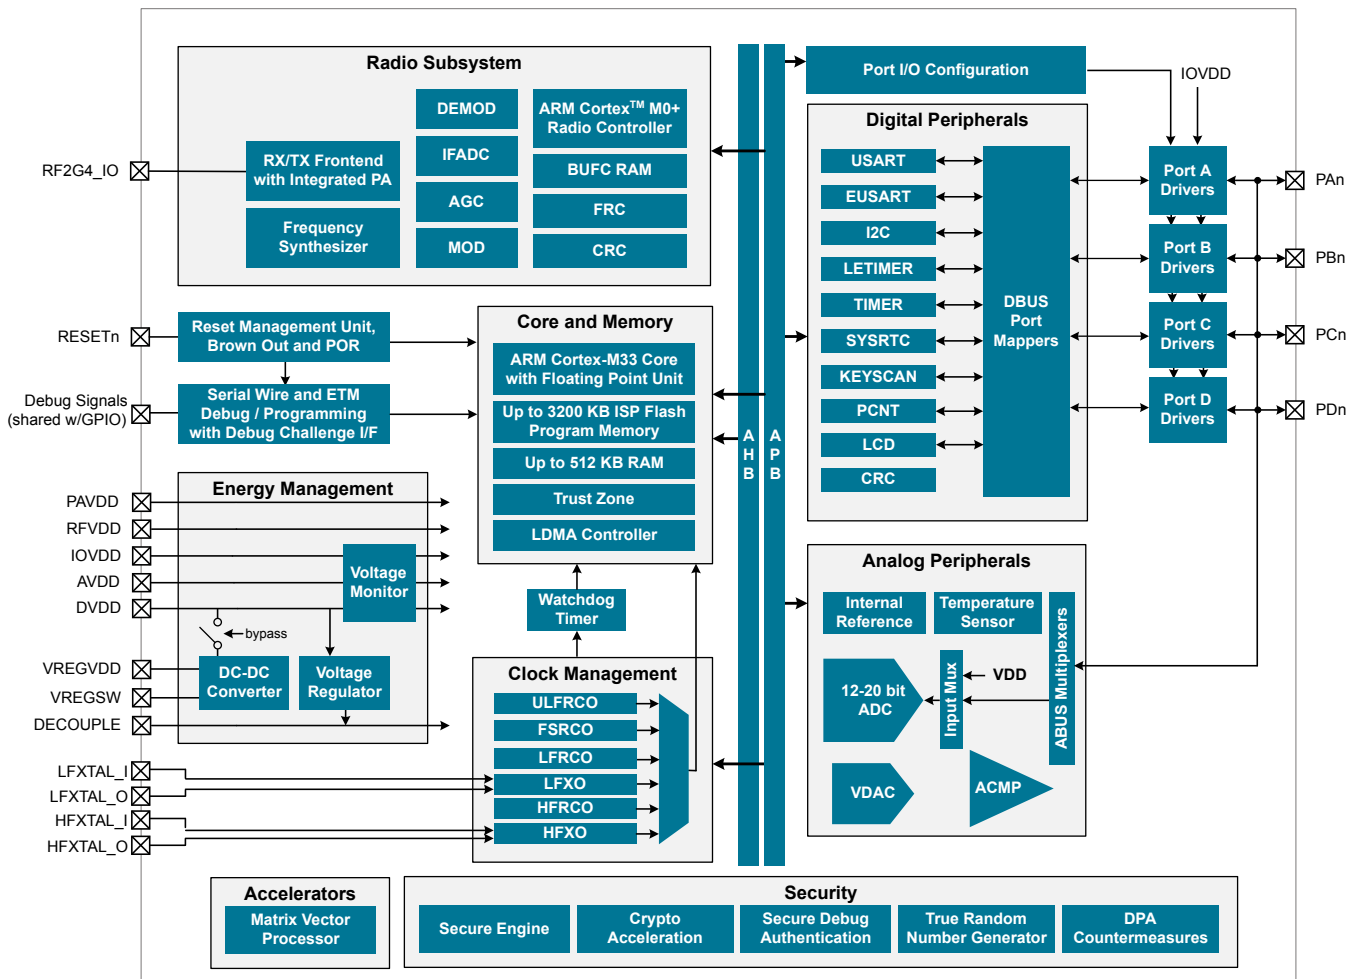 Radio Subsystem
DEMOD
IFADC
AGC
MOD
ARM Cortex™ M0+
Radio Controller
BUFC RAM
FRC
CRC
RX/TX Frontend
with Integrated PA
Frequency
Synthesizer
RF2G4_IO
RESETn
Debug Signals
(shared w/GPIO)
Reset Management Unit,
Brown Out and POR
Serial Wire and ETM
Debug / Programming
with Debug Challenge I/F
Core and Memory
ARM Cortex-M33 Core
with Floating Point Unit
Up to 3200 KB ISP Flash
Program Memory
Up to 512 KB RAM
Trust Zone
LDMA Controller
Energy Management
PAVDD
RFVDD
IOVDD
AVDD
DVDD
VREGVDD
VREGSW
DECOUPLE
Voltage
Monitor
bypass
DC-DC
Converter
Voltage
Regulator
Watchdog
Timer
Clock Management
ULFRCO
FSRCO
LFRCO
LFXO
HFRCO
HFXO
LFXTAL_I
LFXTAL_O
HFXTAL_I
HFXTAL_O
AHB
APB
Port I/O Configuration
IOVDD
Digital Peripherals
USART
EUSART
I2C
LETIMER
TIMER
SYSRTC
KEYSCAN
PCNT
LCD
CRC
DBUS
Port
Mappers
Port A
Drivers
Port B
Drivers
Port C
Drivers
Port D
Drivers
PAn
PBn
PCn
PDn
Analog Peripherals
Internal
Reference
Temperature
Sensor
12-20 bit
ADC
Input Mux
VDD
ABUS Multiplexers
VDAC
ACMP
Accelerators
Matrix Vector
Processor
Security
Secure Engine
Crypto
Acceleration
Secure Debug
Authentication
True Random
Number Generator
DPA
Countermeasures